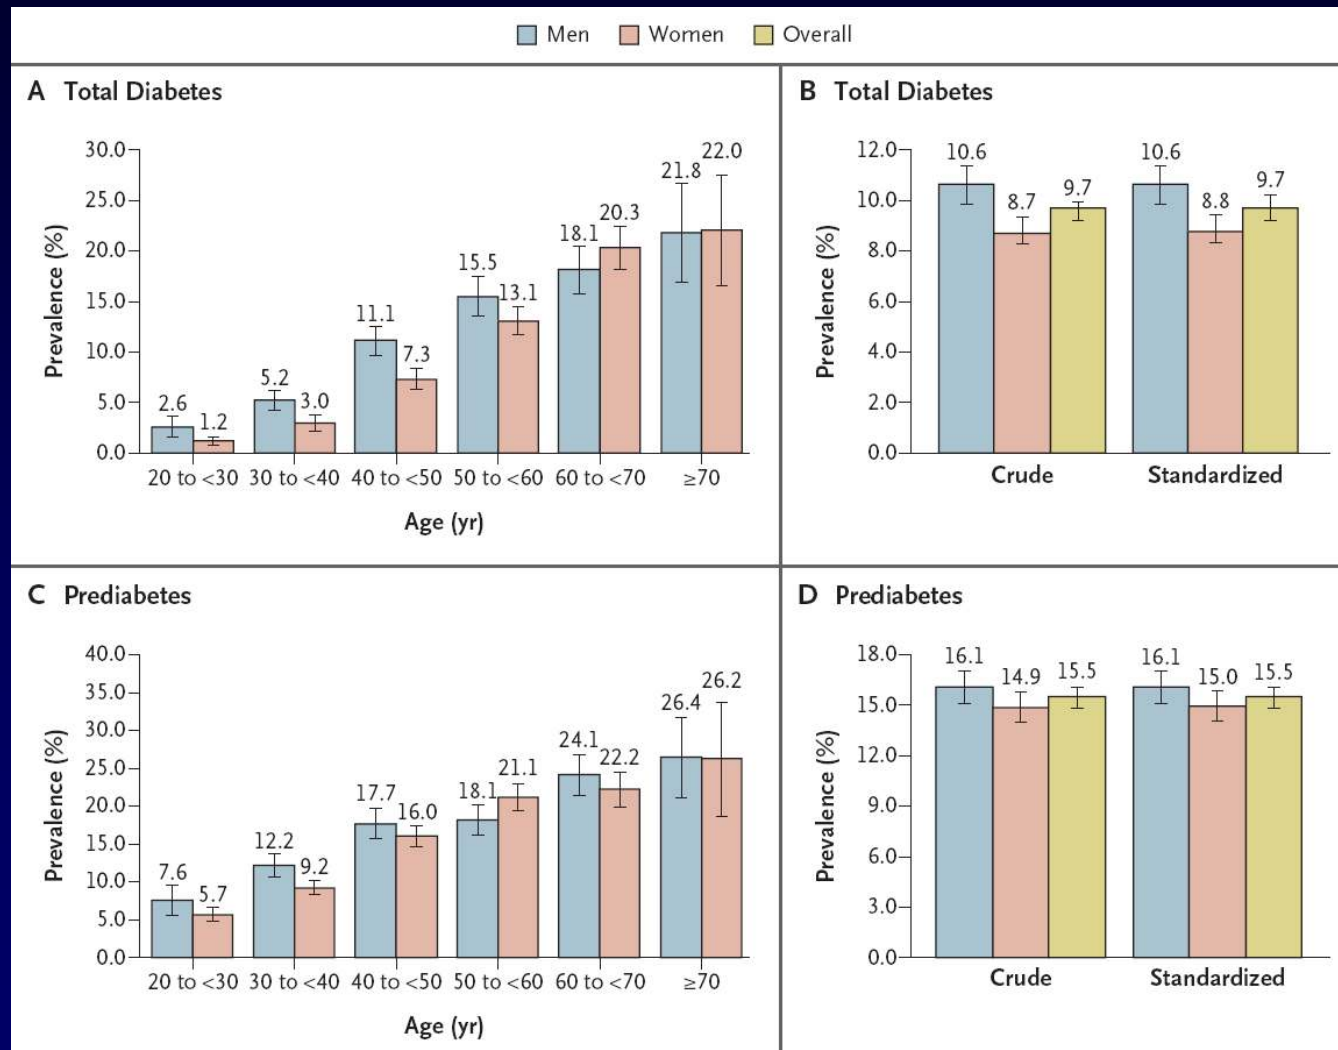 Men Women Overall
A Total Diabetes
30.0
25.0
20.0
15.0
10.0
5.0
0.0
Prevalence (%)
2.6 1.2 5.2 3.0 11.1 7.3 15.5 13.1 18.1 20.3 21.8 22.0
20 to <30 30 to <40 40 to <50 50 to <60 60 to <70 ≥70
Age (yr)
B Total Diabetes
12.0
10.0
8.0
6.0
4.0
2.0
0.0
Prevalence (%)
10.6 8.7 9.7 10.6 8.8 9.7
Crude Standardized
C Prediabetes
40.0
35.0
30.0
25.0
20.0
15.0
10.0
5.0
0.0
Prevalence (%)
7.6 5.7 12.2 9.2 17.7 16.0 18.1 21.1 24.1 22.2 26.4 26.2
20 to <30 30 to <40 40 to <50 50 to <60 60 to <70 ≥70
Age (yr)
D Prediabetes
18.0
15.0
12.0
9.0
6.0
3.0
0.0
Prevalence (%)
16.1 14.9 15.5 16.1 15.0 15.5
Crude Standardized